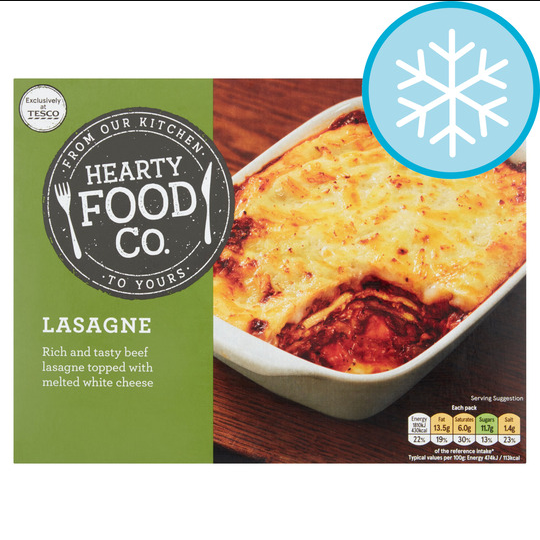 Exclusively
at
TESCO
FROM OUR KITCHEN
HEARTY
FOOD
Co.
TO YOURS
LASAGNE
Rich and tasty beef
lasagne topped with
melted white cheese
Serving Suggestion
Each pack
Energy Fat Saturates Sugars Salt
1810kJ
430kcal 13.5g 6.0g 11.7g 1.4g
22% 19% 30% 13% 23%
of the reference intake*
Typical values per 100g: Energy 474kJ / 113kcal